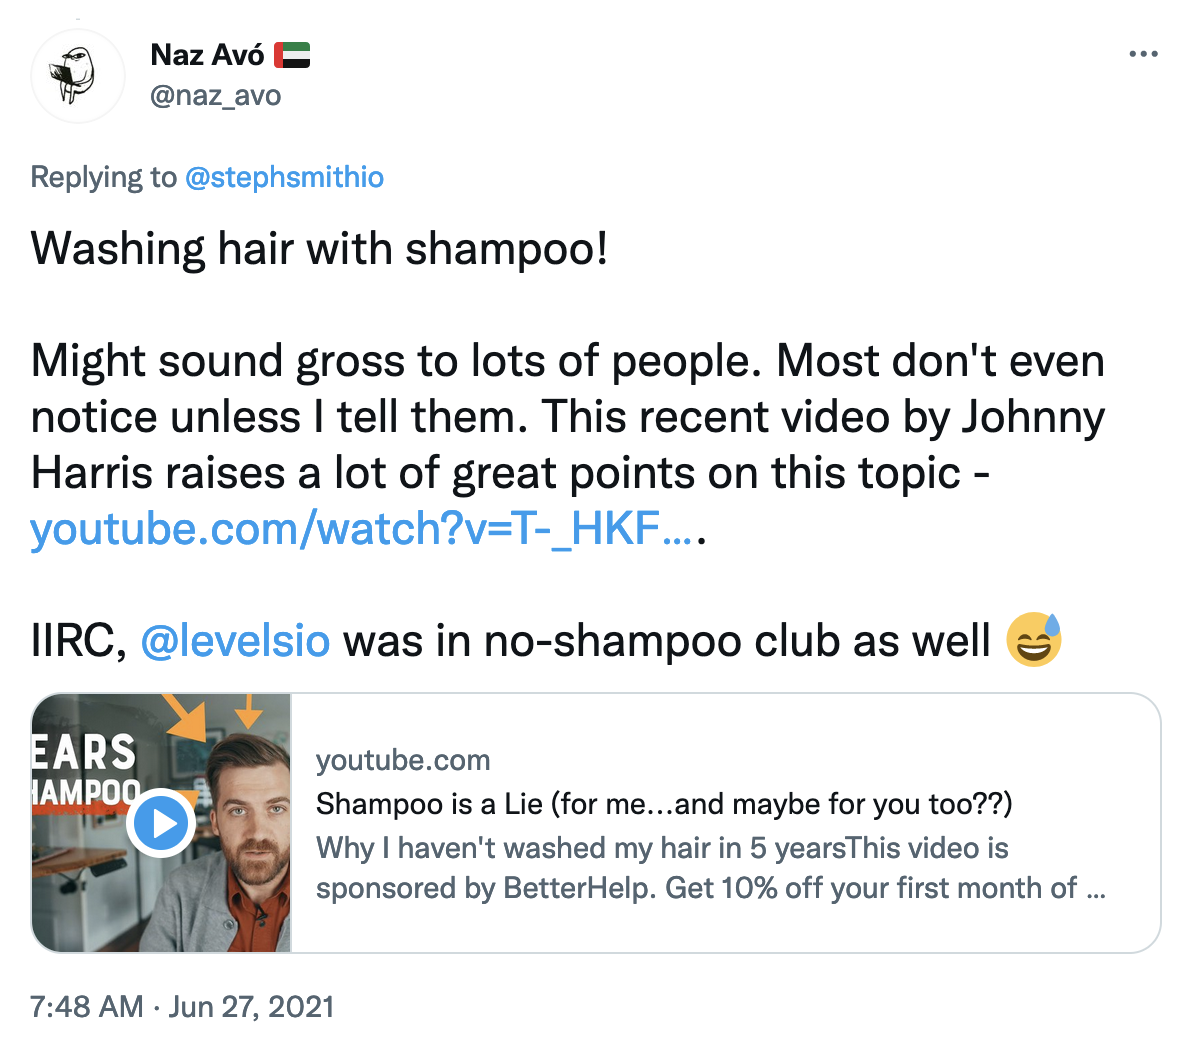 Naz Avó 🇦🇪
@naz_avo
Replying to @stephsmithio
Washing hair with shampoo!
Might sound gross to lots of people. Most don't even
notice unless I tell them. This recent video by Johnny
Harris raises a lot of great points on this topic -
youtube.com/watch?v=T-_HKF….
IIRC, @levelsio was in no-shampoo club as well 😅
EARS
HAMPOO
youtube.com
Shampoo is a Lie (for me...and maybe for you too??)
Why I haven't washed my hair in 5 yearsThis video is
sponsored by BetterHelp. Get 10% off your first month of ...
7:48 AM · Jun 27, 2021